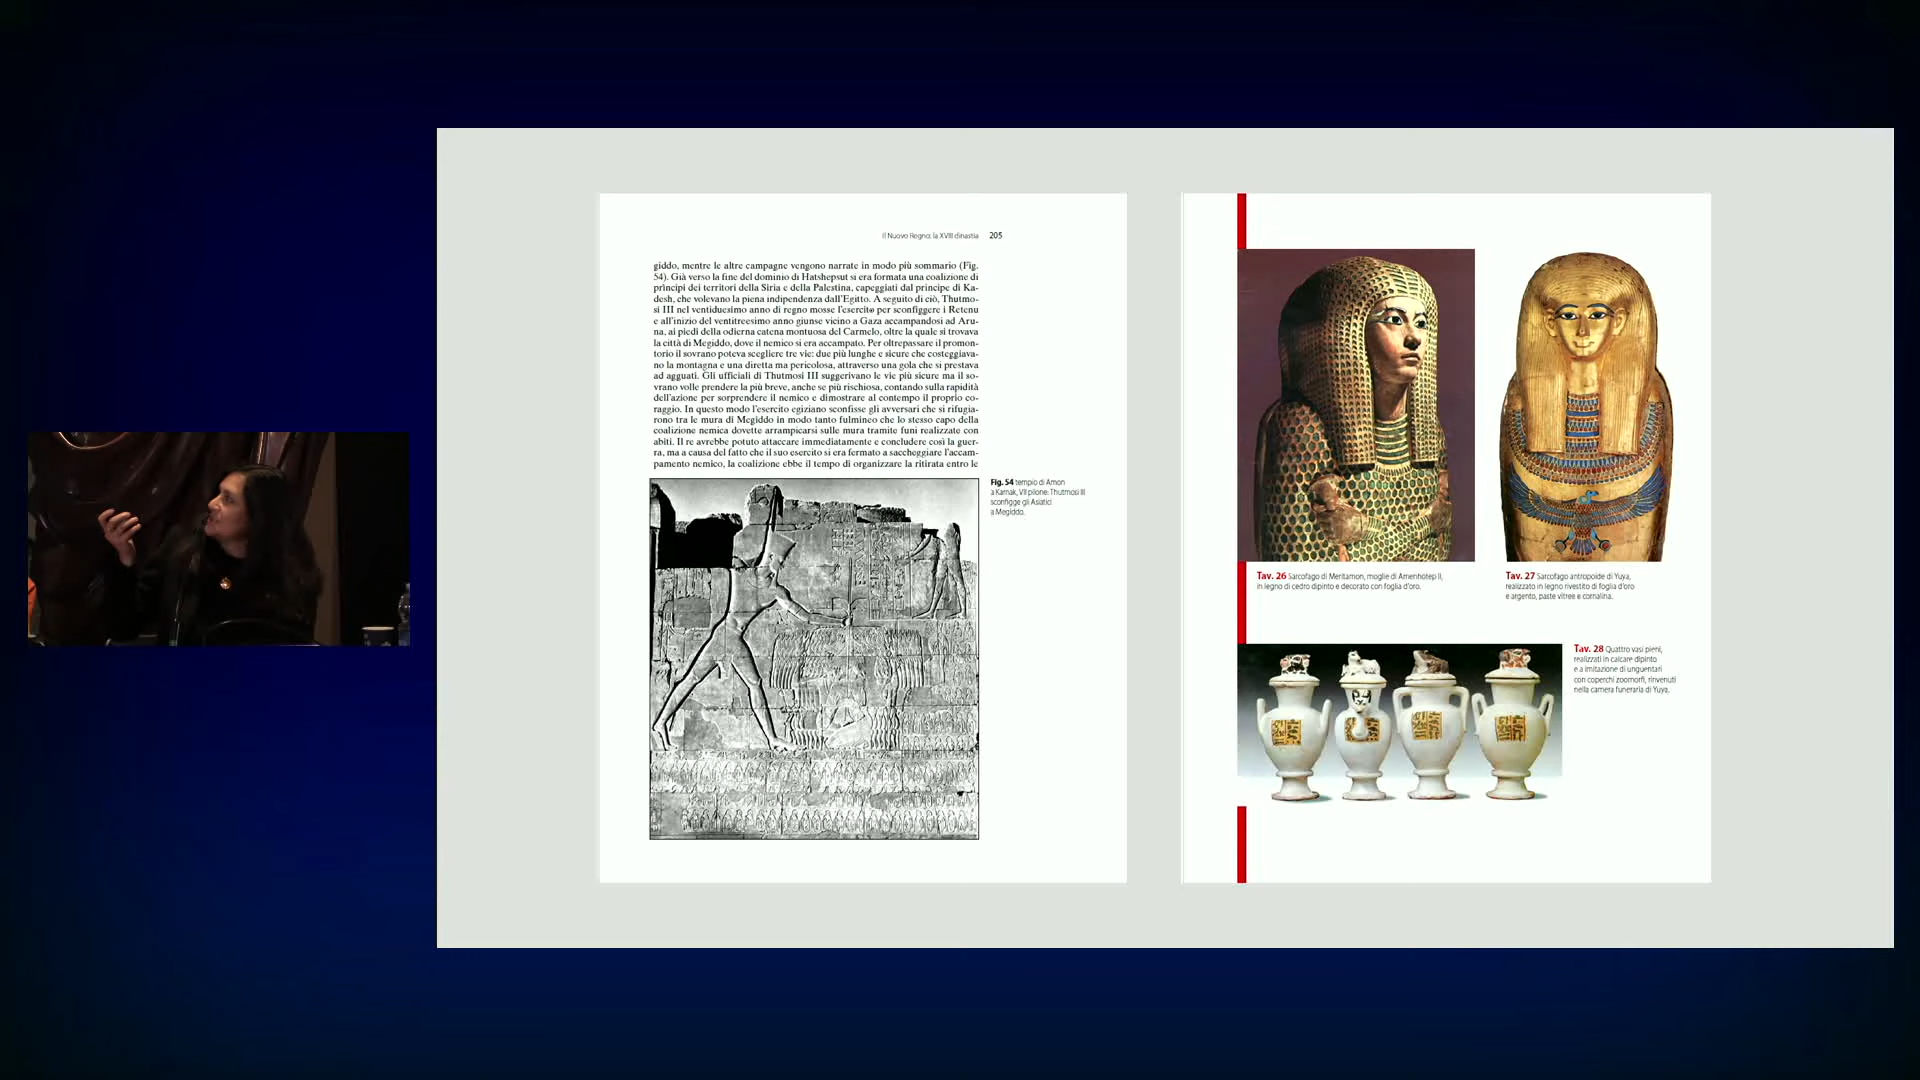 Il Nuovo Regno: la XVIII dinastia 205
giddo, mentre le altre campagne vengono narrate in modo più sommario (Fig.
54). Già verso la fine del dominio di Hatshepsut si era formata una coalizione di
prìncipi dei territori della Siria e della Palestina, capeggiati dal principe di Ka-
desh, che volevano la piena indipendenza dall'Egitto. A seguito di ciò, Thutmo-
si III nel ventiduesimo anno di regno mosse l'esercito per sconfiggere i Retenu
e all'inizio del ventitreesimo anno giunse vicino a Gaza accampandosi ad Aru-
na, ai piedi della odierna catena montuosa del Carmelo, oltre la quale si trovava
la città di Megiddo, dove il nemico si era accampato. Per oltrepassare il promon-
torio il sovrano poteva scegliere tre vie: due più lunghe e sicure che costeggiava-
no la montagna e una diretta ma pericolosa, attraverso una gola che si prestava
ad agguati. Gli ufficiali di Thutmosi III suggerivano le vie più sicure ma il so-
vrano volle prendere la più breve, anche se più rischiosa, contando sulla rapidità
dell'azione per sorprendere il nemico e dimostrare al contempo il proprio co-
raggio. In questo modo l'esercito egiziano sconfisse gli avversari che si rifugia-
rono tra le mura di Megiddo in modo tanto fulmineo che lo stesso capo della
coalizione nemica dovette arrampicarsi sulle mura tramite funi realizzate con
abiti. Il re avrebbe potuto attaccare immediatamente e concludere così la guer-
ra, ma a causa del fatto che il suo esercito si era fermato a saccheggiare l'accam-
pamento nemico, la coalizione ebbe il tempo di organizzare la ritirata entro le
Fig. 54 tempio di Amon
a Karnak, VII pilone: Thutmosi III
sconfigge gli Asiatici
a Megiddo.
Tav. 26 Sarcofago di Meritamon, moglie di Amenhotep II,
in legno di cedro dipinto e decorato con foglia d'oro.
Tav. 27 Sarcofago antropoide di Yuya,
realizzato in legno rivestito di foglia d'oro
e argento, paste vitree e cornalina.
Tav. 28 Quattro vasi pieni,
realizzati in calcare dipinto
e a imitazione di unguentari
con coperchi zoomorfi, rinvenuti
nella camera funeraria di Yuya.